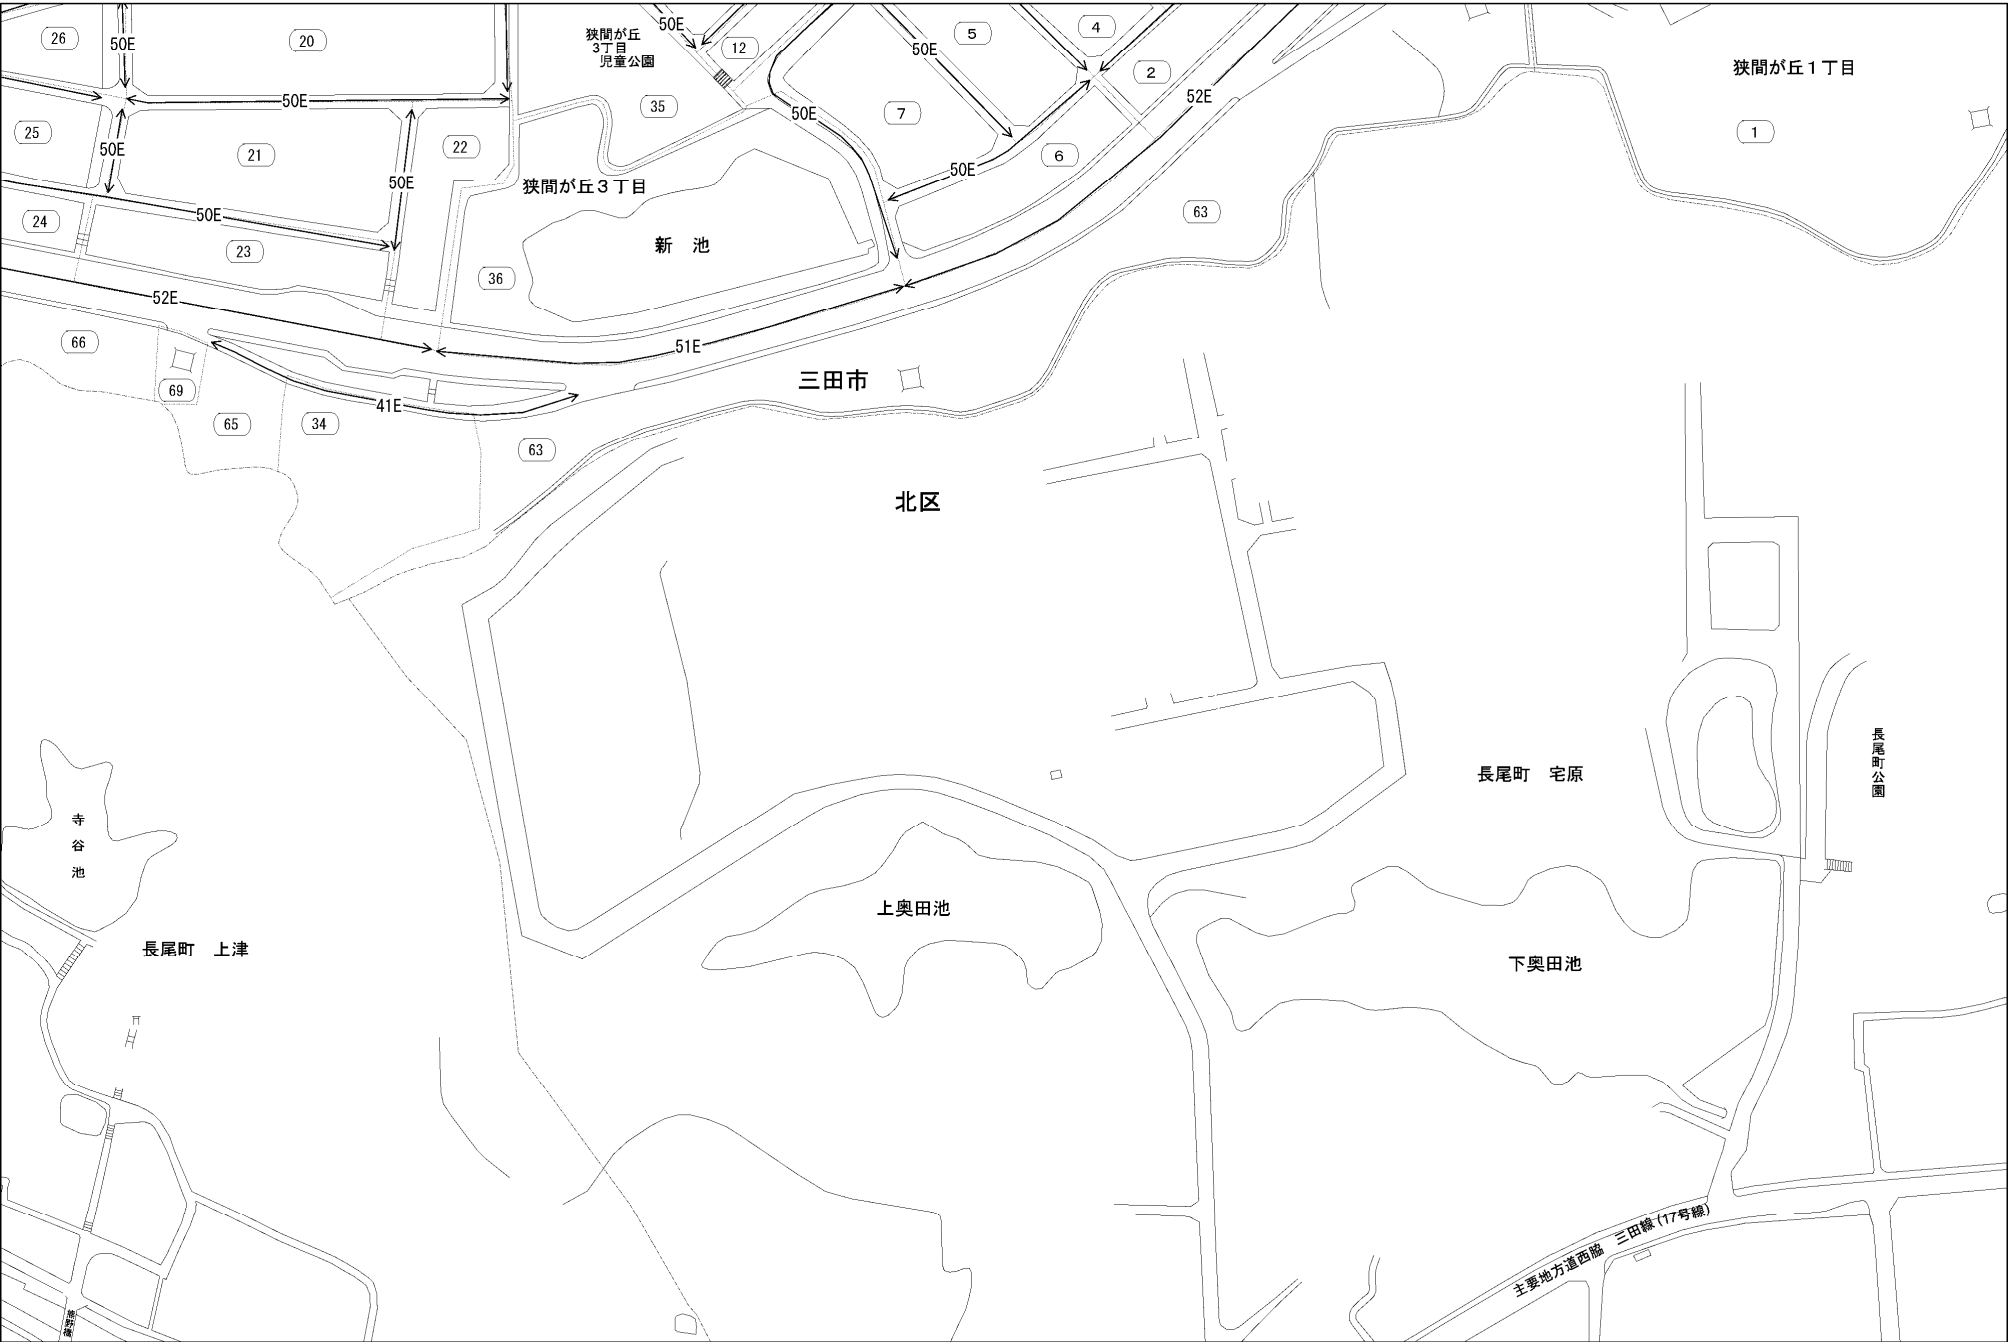 26
50E
20
50E
狭間が丘
3丁目
児童公園
12
5
50E
4
2
狭間が丘1丁目
50E
52E
35
50E
7
1
25
50E
21
22
6
50E
50E
狭間が丘3丁目
24
50E
63
新 池
23
36
52E
66
51E
三田市
69
41E
65
34
63
北区
長尾町公園
長尾町 宅原
寺谷池
上奥田池
長尾町 上津
下奥田池
主要地方道西脇 三田線(17号線)
熊野橋